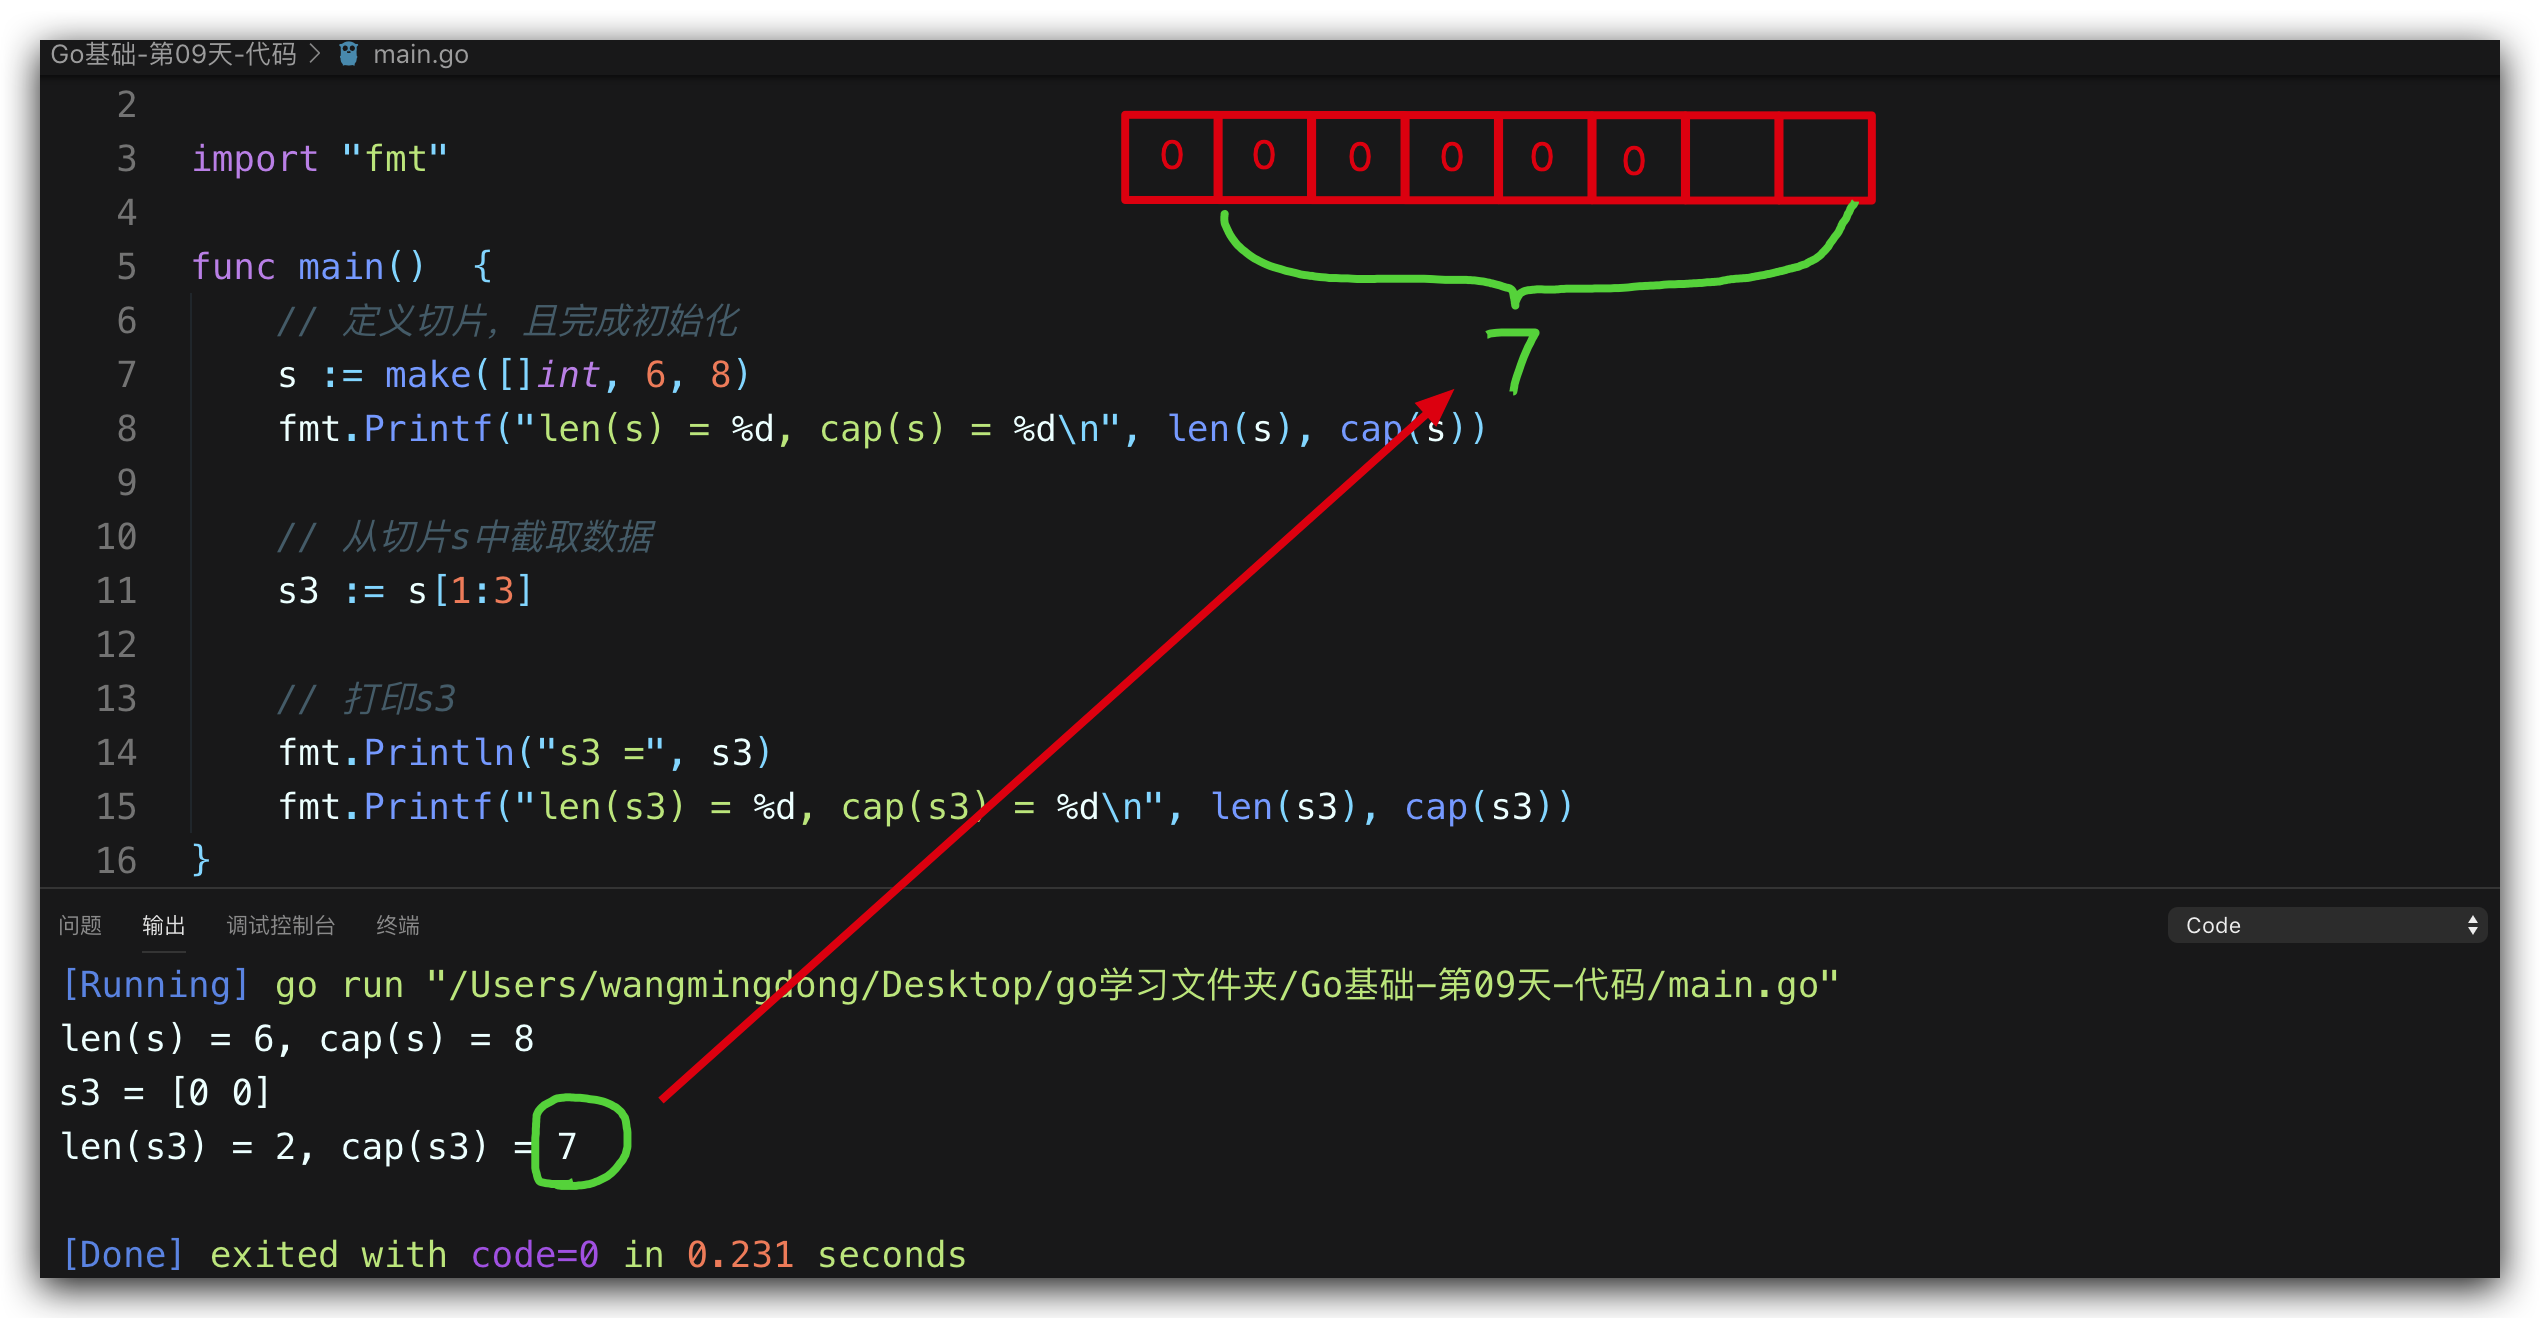 Go基础-第09天-代码 > main.go
2
3 import "fmt"
4
5 func main()  {
6     // 定义切片，且完成初始化
7     s := make([]int, 6, 8)
8     fmt.Printf("len(s) = %d, cap(s) = %d\n", len(s), cap(s))
9
10     // 从切片s中截取数据
11     s3 := s[1:3]
12
13     // 打印s3
14     fmt.Println("s3 =", s3)
15     fmt.Printf("len(s3) = %d, cap(s3) = %d\n", len(s3), cap(s3))
16 }
0 0 0 0 0 0
7
问题 输出 调试控制台 终端 Code
[Running] go run "/Users/wangmingdong/Desktop/go学习文件夹/Go基础-第09天-代码/main.go"
len(s) = 6, cap(s) = 8
s3 = [0 0]
len(s3) = 2, cap(s3) = 7
[Done] exited with code=0 in 0.231 seconds